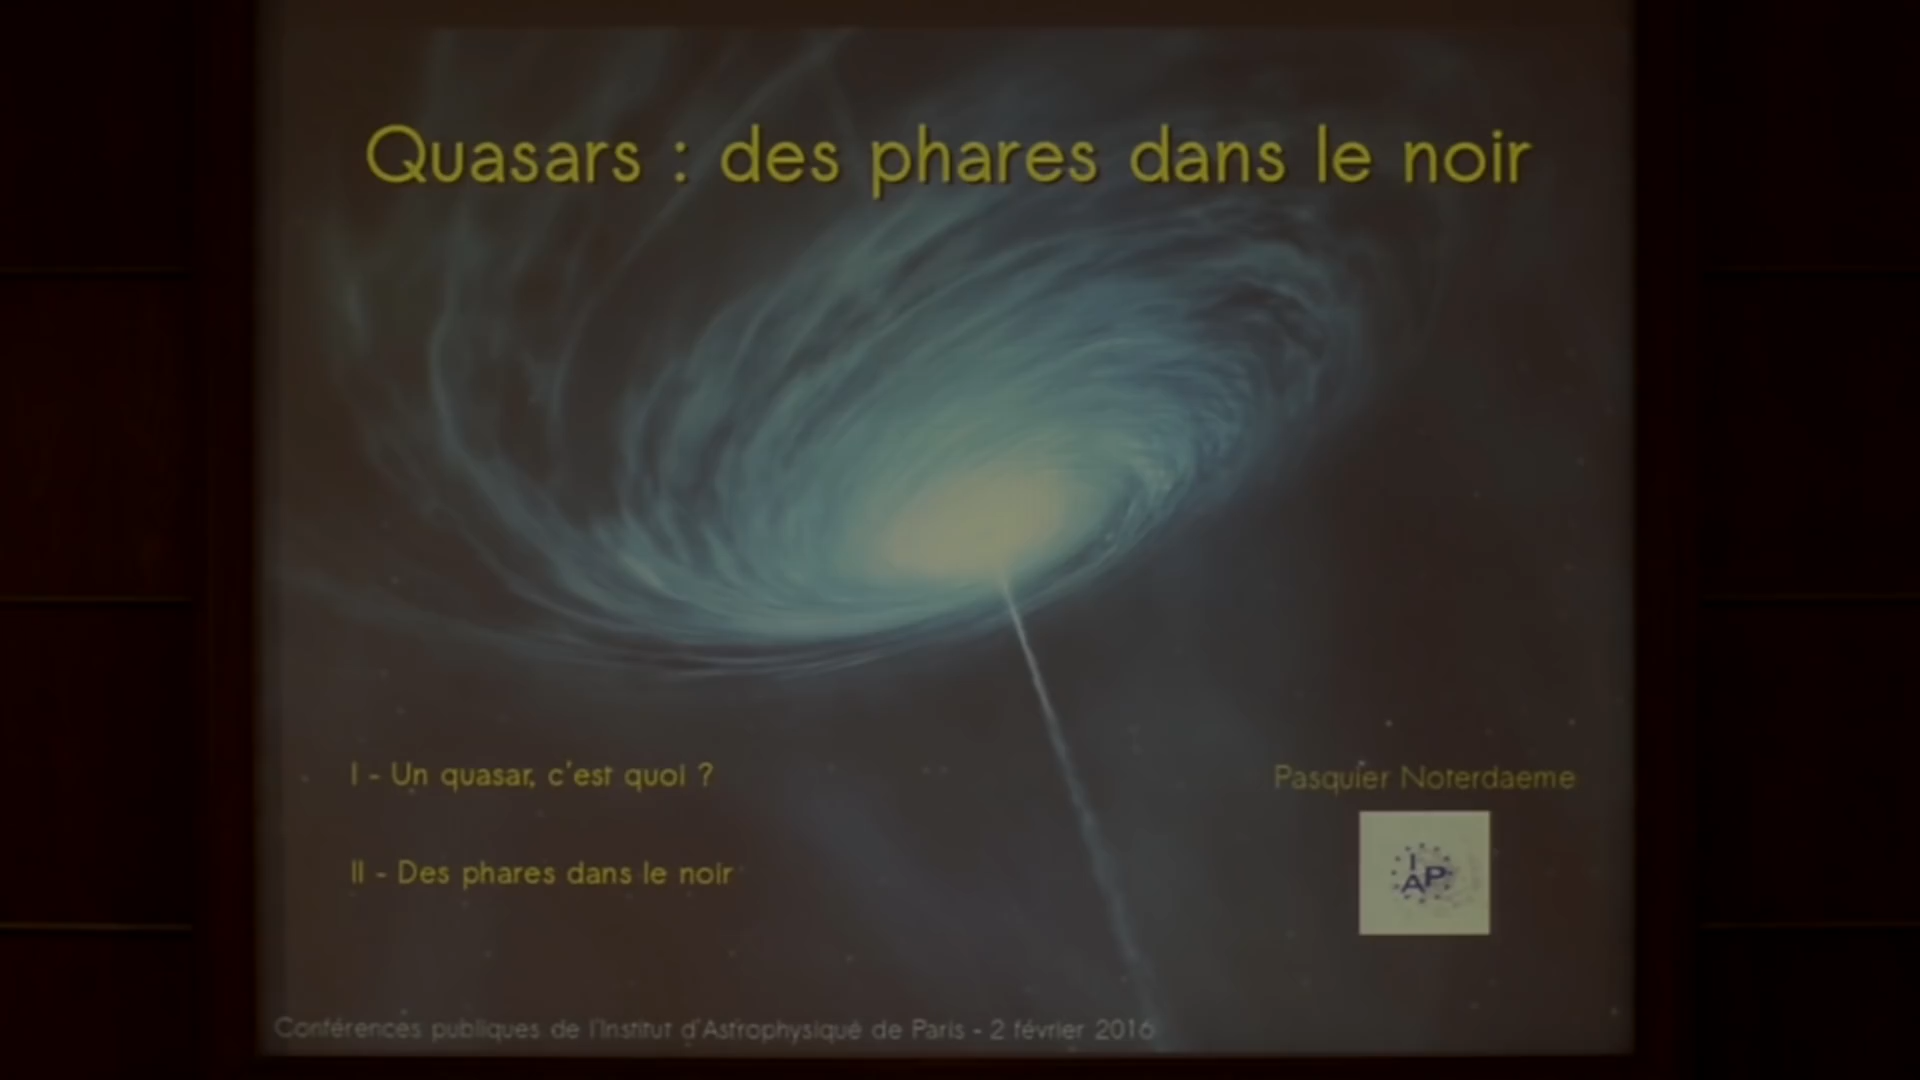 Quasars : des phares dans le noir
I - Un quasar, c'est quoi ?
II - Des phares dans le noir
Pasquier Noterdaeme
I
AP
Conférences publiques de l'Institut d'Astrophysique de Paris - 2 février 2016